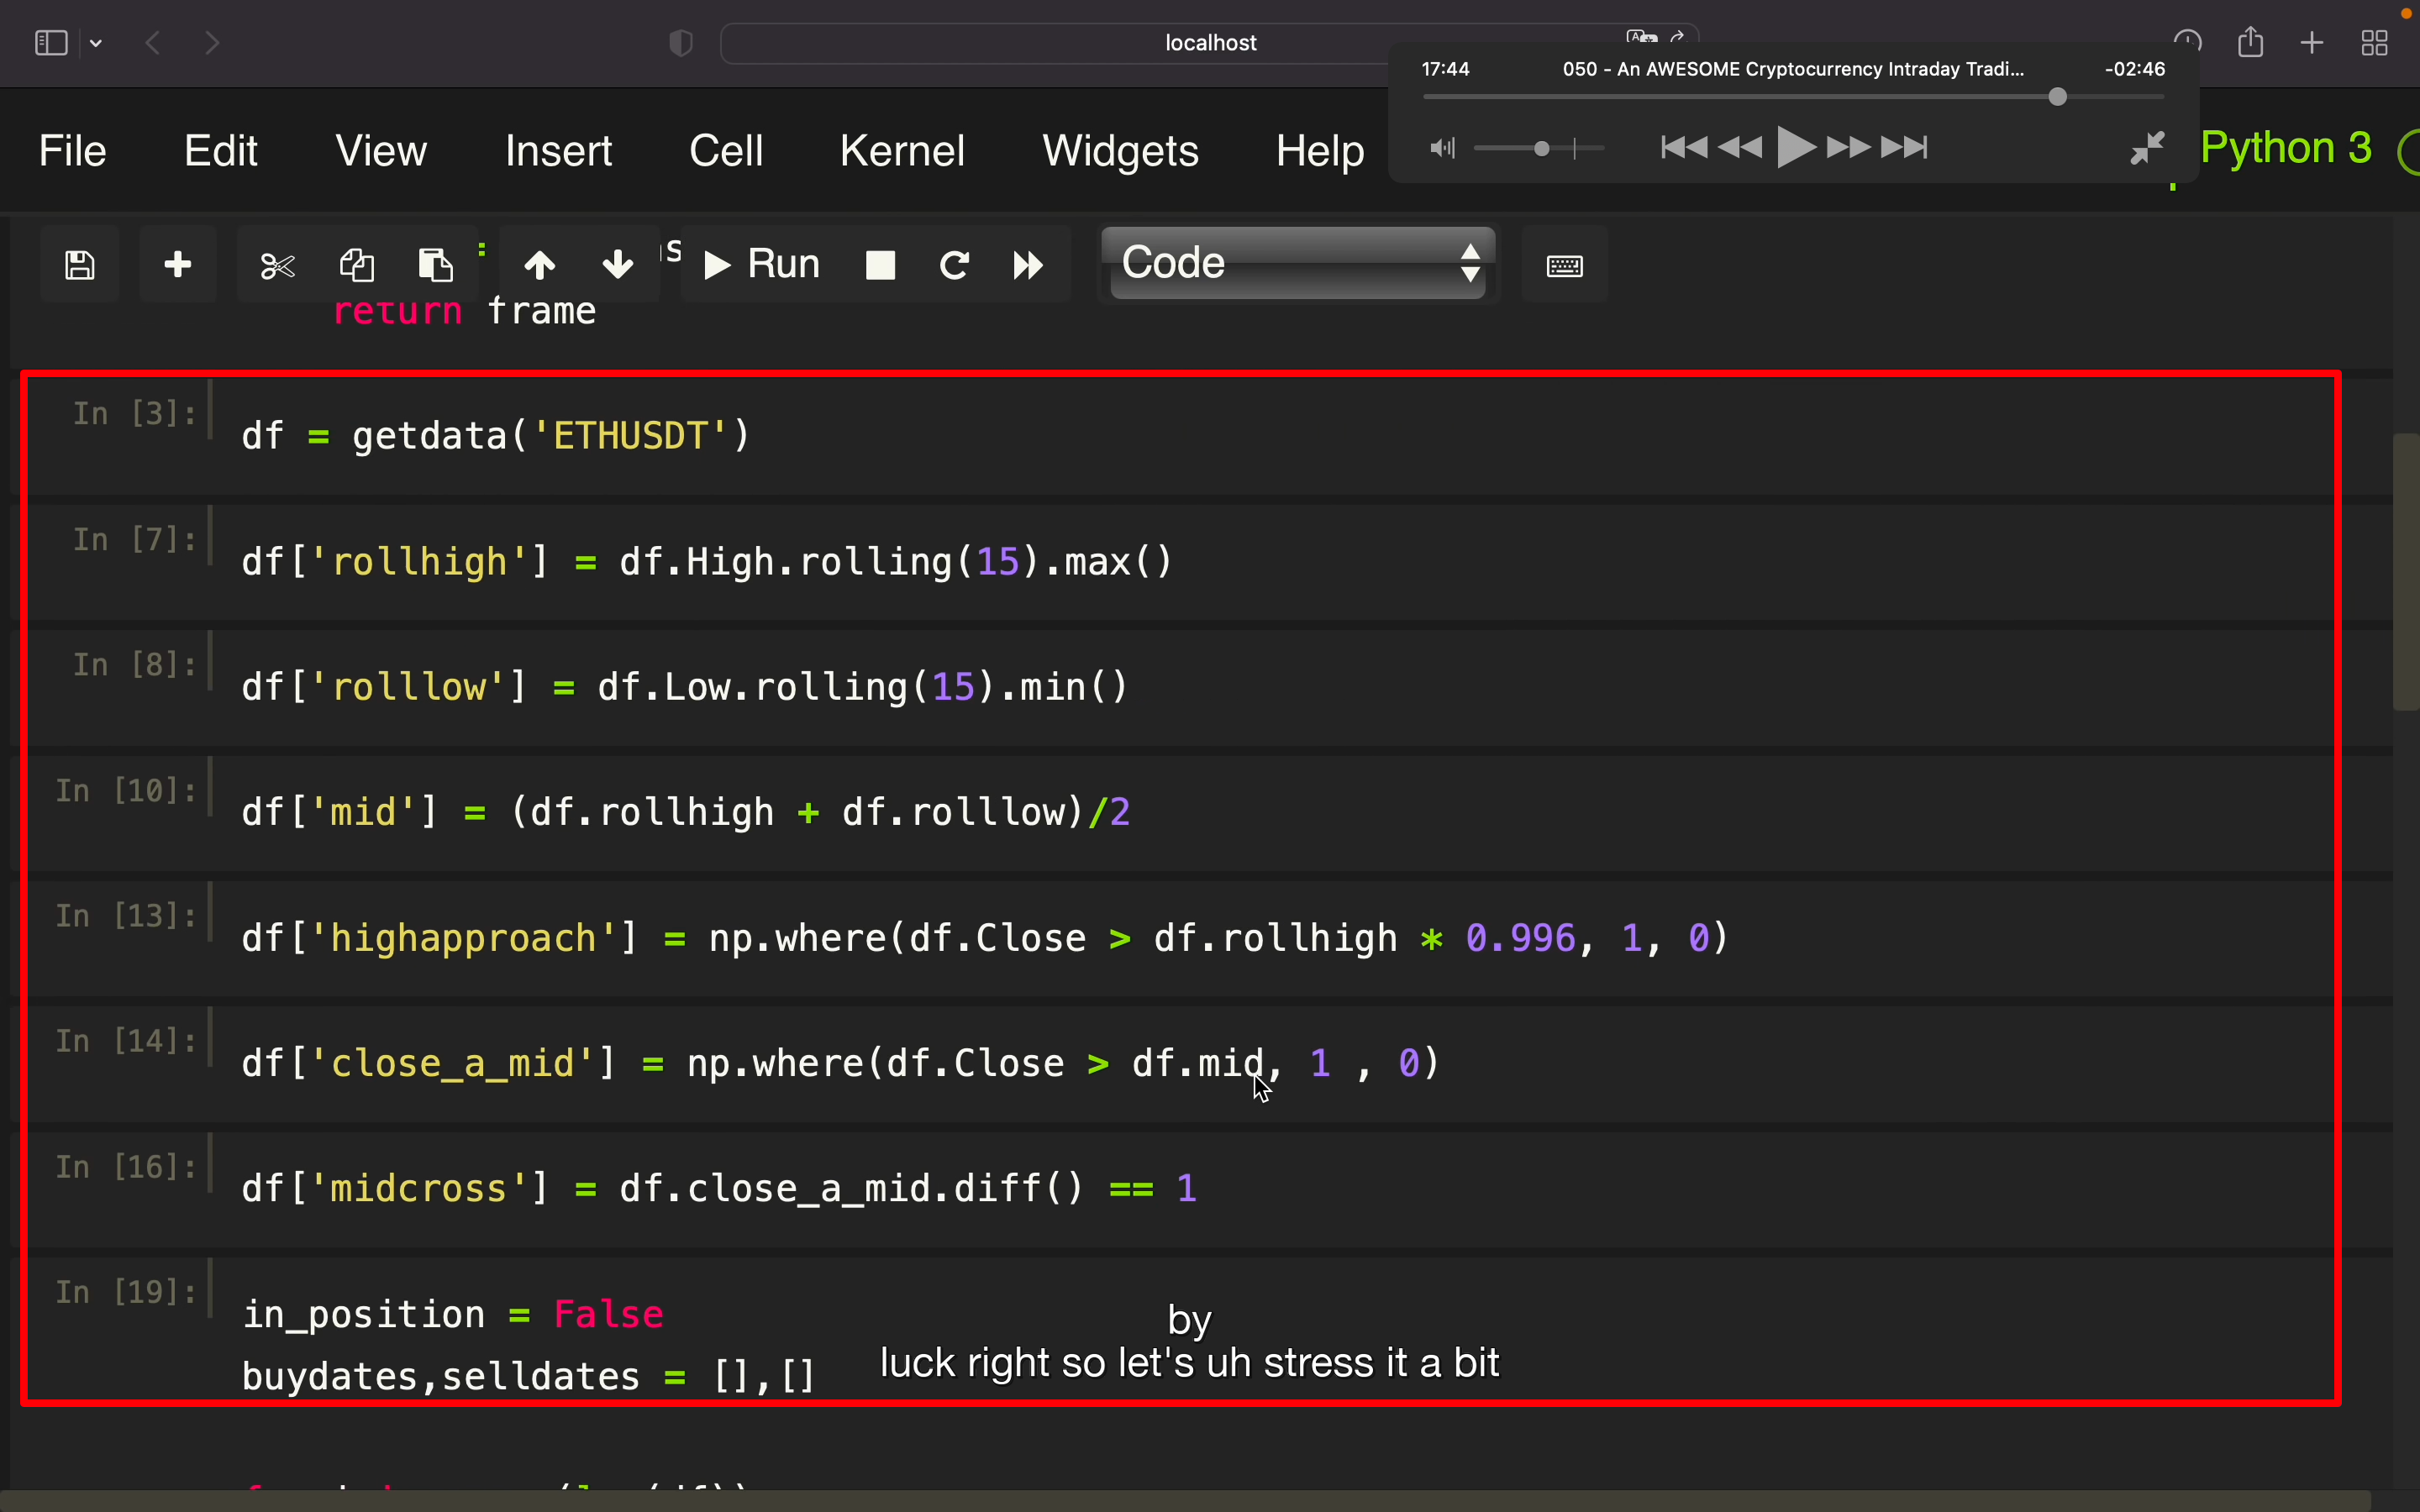 localhost
17:44 050 - An AWESOME Cryptocurrency Intraday Tradi... -02:46
File Edit View Insert Cell Kernel Widgets Help Python 3
Run Code
return frame
In [3]: df = getdata('ETHUSDT')
In [7]: df['rollhigh'] = df.High.rolling(15).max()
In [8]: df['rolllow'] = df.Low.rolling(15).min()
In [10]: df['mid'] = (df.rollhigh + df.rolllow)/2
In [13]: df['highapproach'] = np.where(df.Close > df.rollhigh * 0.996, 1, 0)
In [14]: df['close_a_mid'] = np.where(df.Close > df.mid, 1 , 0)
In [16]: df['midcross'] = df.close_a_mid.diff() == 1
In [19]: in_position = False
buydates,selldates = [],[]
by
luck right so let's uh stress it a bit